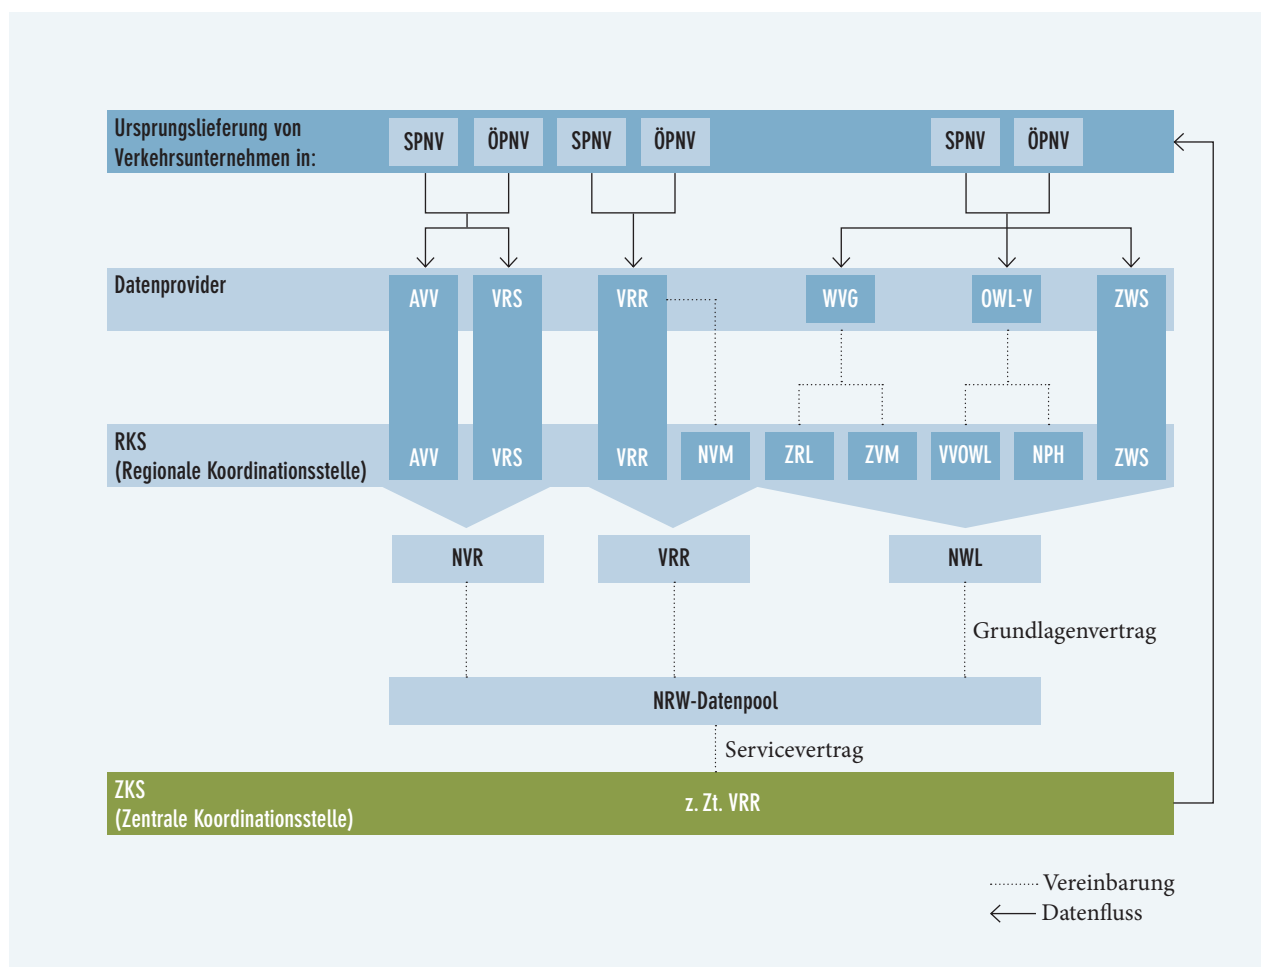 Ursprungslieferung von
Verkehrsunternehmen in:
SPNV ÖPNV SPNV ÖPNV SPNV ÖPNV
Datenprovider
AVV VRS VRR WVG OWL-V ZWS
RKS
(Regionale Koordinationsstelle)
AVV VRS VRR NVM ZRL ZVM VVOWL NPH ZWS
NVR VRR NWL
Grundlagenvertrag
NRW-Datenpool
Servicevertrag
ZKS
(Zentrale Koordinationsstelle)
z. Zt. VRR
Vereinbarung
Datenfluss